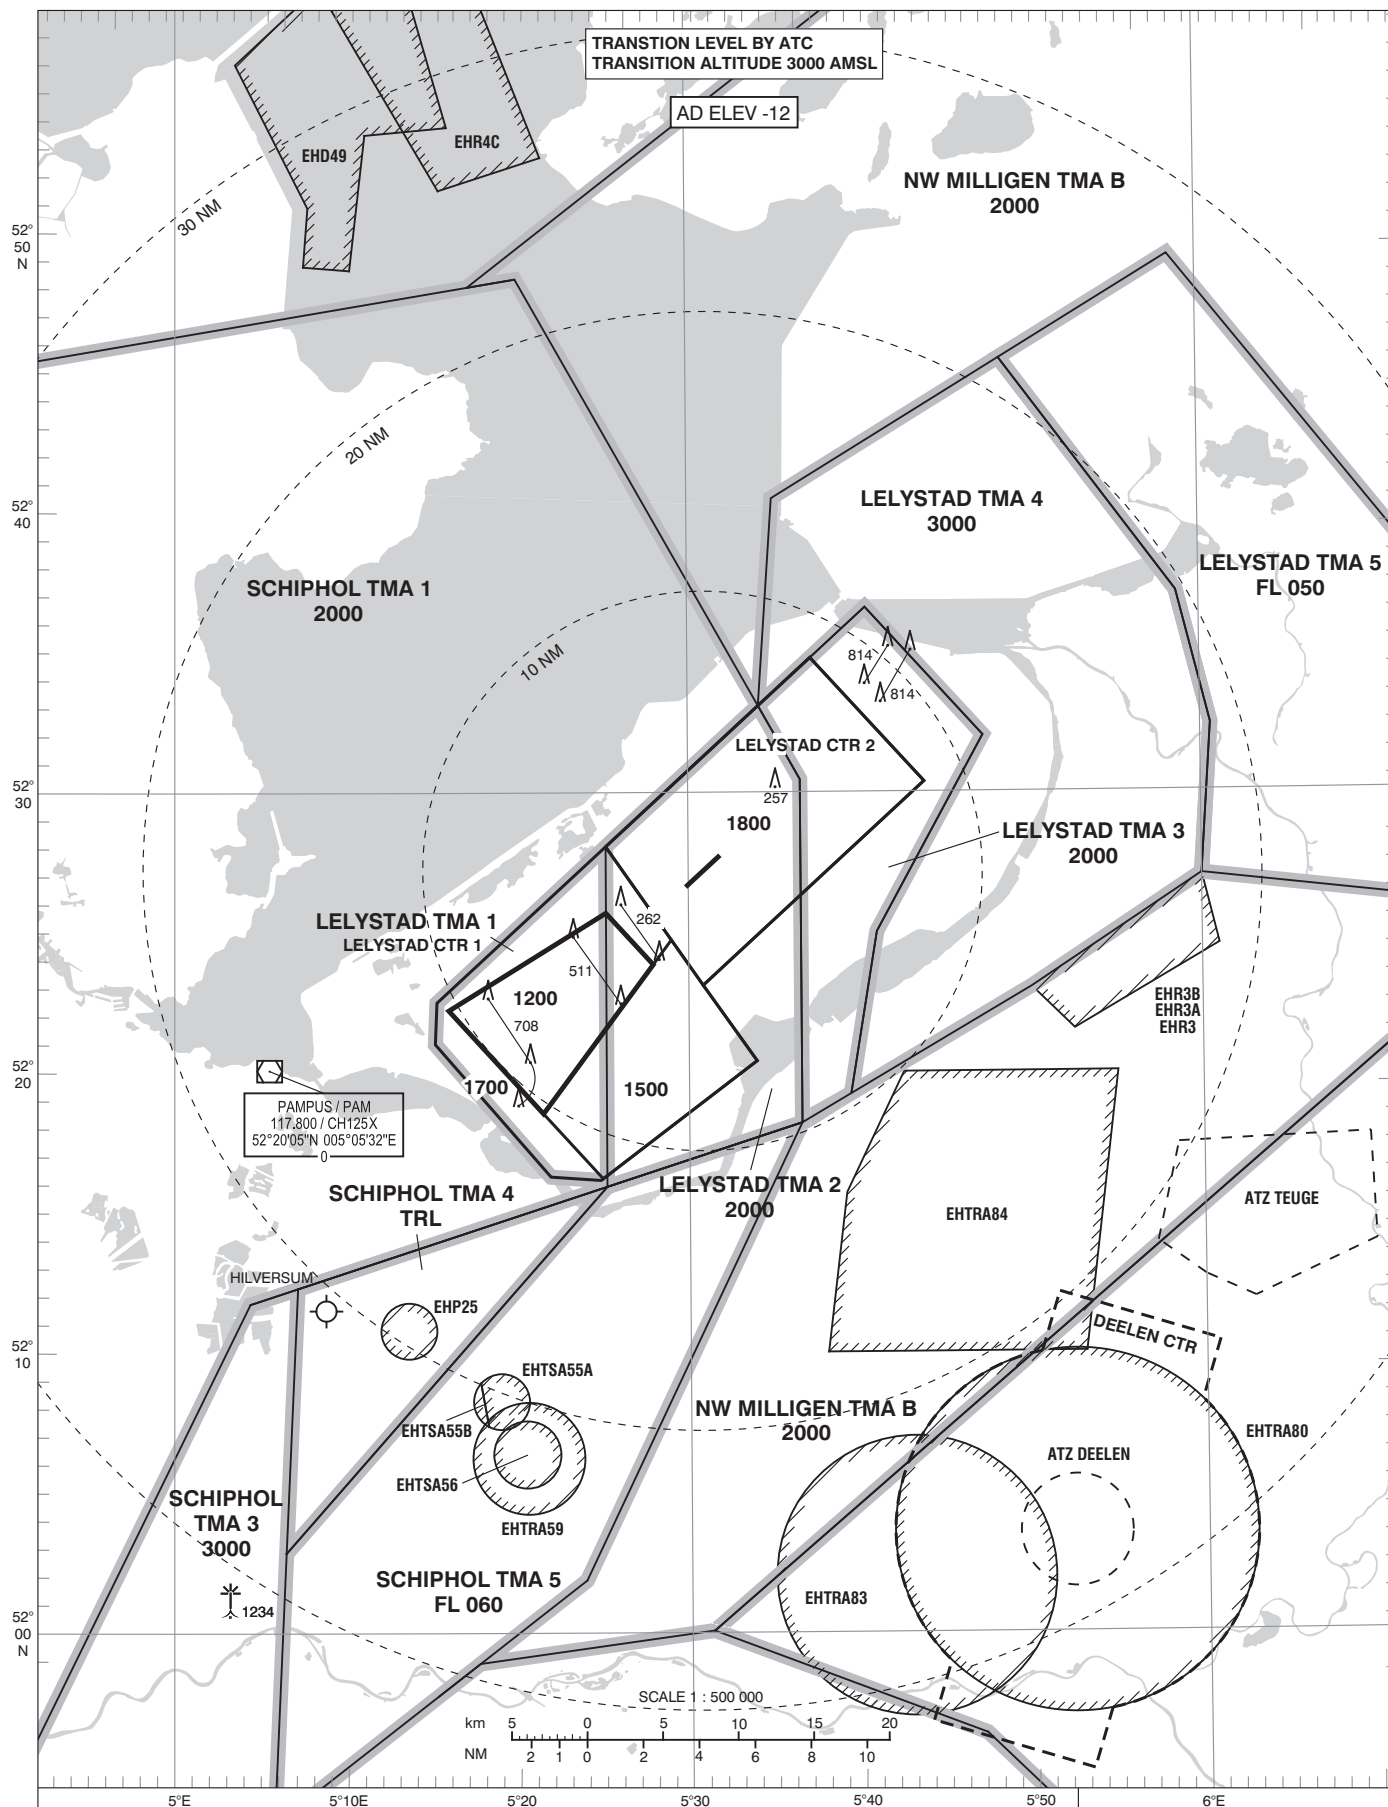 TRANSTION LEVEL BY ATC
TRANSITION ALTITUDE 3000 AMSL
AD ELEV -12
EHD49
EHR4C
NW MILLIGEN TMA B
2000
30 NM
52°
50
N
20 NM
52°
40
LELYSTAD TMA 4
3000
LELYSTAD TMA 5
FL 050
SCHIPHOL TMA 1
2000
10 NM
814
814
LELYSTAD CTR 2
257
52°
30
1800
LELYSTAD TMA 3
2000
LELYSTAD TMA 1
LELYSTAD CTR 1
262
511
1200
708
EHR3B
EHR3A
EHR3
52°
20
1700
1500
PAMPUS / PAM
117.800 / CH125X
52°20'05"N 005°05'32"E
0
SCHIPHOL TMA 4
TRL
LELYSTAD TMA 2
2000
EHTRA84
ATZ TEUGE
HILVERSUM
EHP25
DEELEN CTR
52°
10
EHTSA55A
EHTSA55B
NW MILLIGEN TMA B
2000
EHTRA80
ATZ DEELEN
EHTSA56
SCHIPHOL
TMA 3
3000
EHTRA59
SCHIPHOL TMA 5
FL 060
EHTRA83
1234
52°
00
N
SCALE 1 : 500 000
km 5 0 5 10 15 20
NM 2 1 0 2 4 6 8 10
5°E 5°10E 5°20 5°30 5°40 5°50 6°E